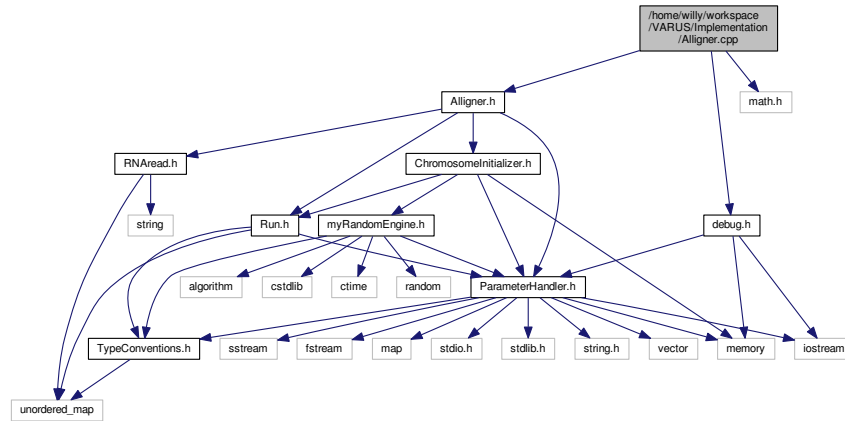 /home/willy/workspace
/VARUS/Implementation
/Alligner.cpp
Alligner.h
math.h
RNAread.h
ChromosomeInitializer.h
string
Run.h
myRandomEngine.h
debug.h
algorithm
cstdlib
ctime
random
ParameterHandler.h
TypeConventions.h
sstream
fstream
map
stdio.h
stdlib.h
string.h
vector
memory
iostream
unordered_map